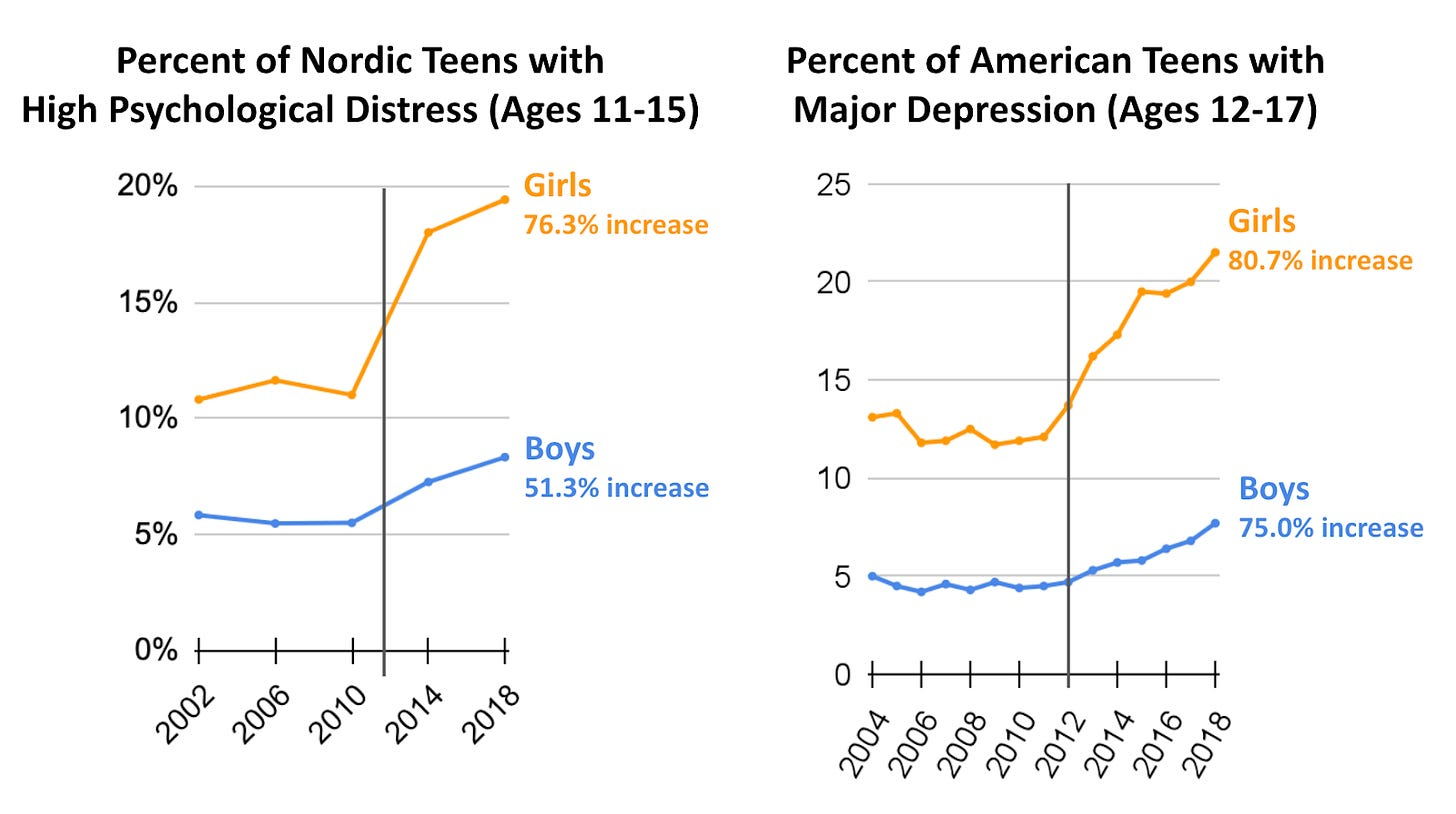 Percent of Nordic Teens with
High Psychological Distress (Ages 11-15)
20%
15%
10%
5%
0%
Girls
76.3% increase
Boys
51.3% increase
2002
2006
2010
2014
2018
Percent of American Teens with
Major Depression (Ages 12-17)
25
20
15
10
5
0
Girls
80.7% increase
Boys
75.0% increase
2004
2006
2008
2010
2012
2014
2016
2018